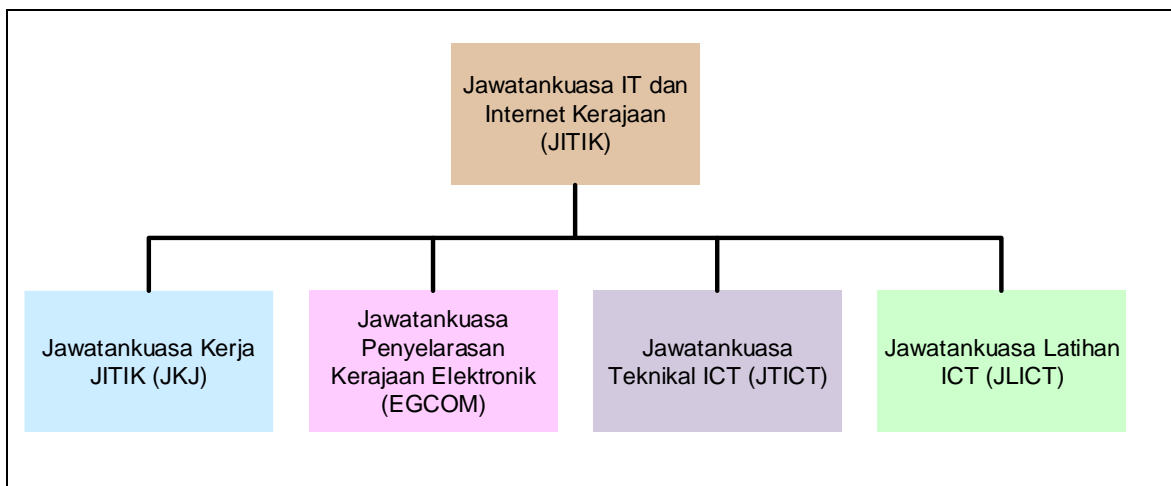 Jawatankuasa IT dan
Internet Kerajaan
(JITIK)
Jawatankuasa Kerja
JITIK (JKJ)
Jawatankuasa
Penyelarasan
Kerajaan Elektronik
(EGCOM)
Jawatankuasa
Teknikal ICT (JTICT)
Jawatankuasa Latihan
ICT (JLICT)